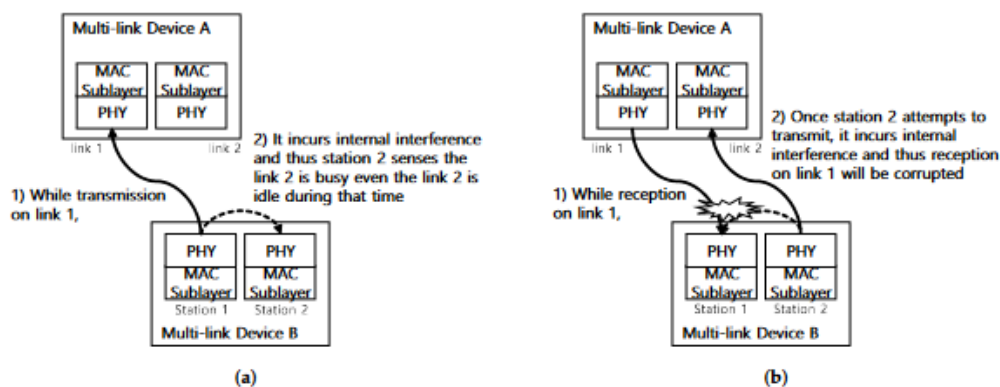 Multi-link Device A
MAC
Sublayer
PHY
MAC
Sublayer
PHY
link 1
link 2
1) While transmission
on link 1,
2) It incurs internal interference
and thus station 2 senses the
link 2 is busy even the link 2 is
idle during that time
PHY
MAC
Sublayer
Station 1
PHY
MAC
Sublayer
Station 2
Multi-link Device B
(a)
Multi-link Device A
MAC
Sublayer
PHY
MAC
Sublayer
PHY
link 1
link 2
1) While reception
on link 1,
2) Once station 2 attempts to
transmit, it incurs internal
interference and thus reception
on link 1 will be corrupted
PHY
MAC
Sublayer
Station 1
PHY
MAC
Sublayer
Station 2
Multi-link Device B
(b)